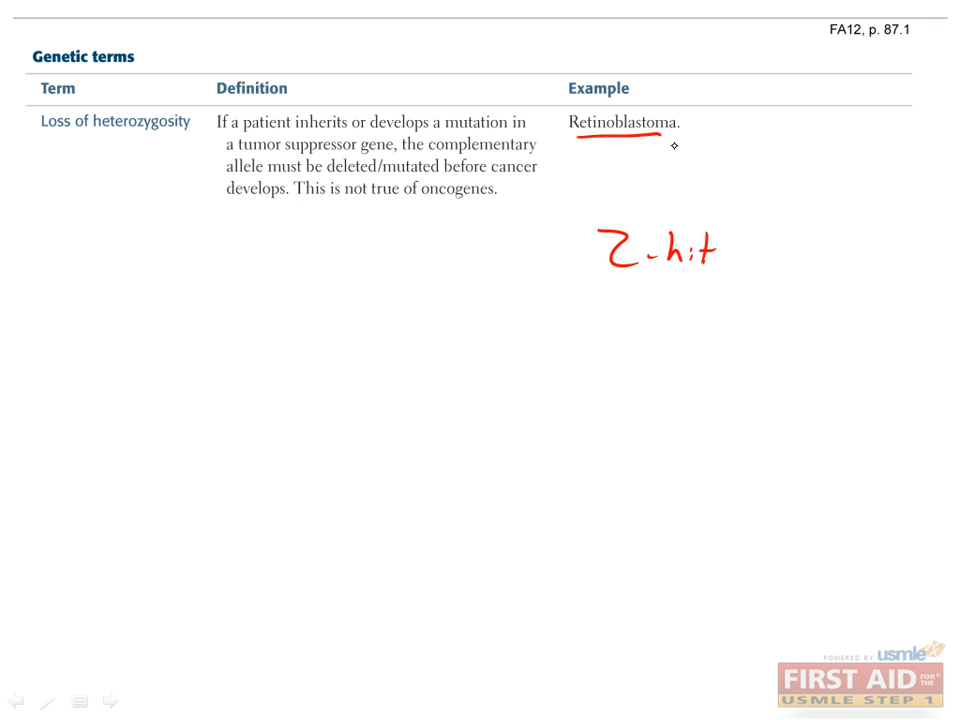 FA12, p. 87.1
Genetic terms
Term Definition Example
Loss of heterozygosity If a patient inherits or develops a mutation in Retinoblastoma.
a tumor suppressor gene, the complementary
allele must be deleted/mutated before cancer
develops. This is not true of oncogenes.
2-hit
POWERED BY usmle
FIRST AID FOR THE
USMLE STEP 1